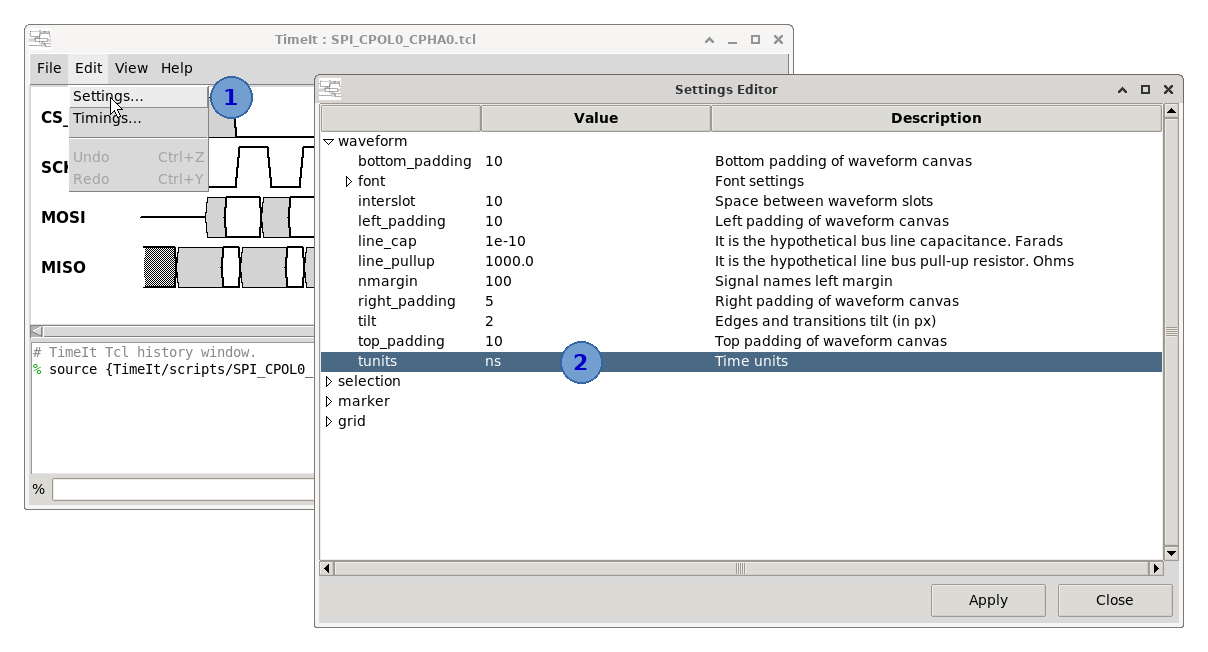 TimeIt : SPI_CPOL0_CPHA0.tcl
File Edit View Help
Settings...
1
Timings...
Undo Ctrl+Z
Redo Ctrl+Y
CS_
SCK
MOSI
MISO
# TimeIt Tcl history window.
% source {TimeIt/scripts/SPI_CPOL0_
%
Settings Editor
Value Description
waveform
bottom_padding 10 Bottom padding of waveform canvas
font Font settings
interslot 10 Space between waveform slots
left_padding 10 Left padding of waveform canvas
line_cap 1e-10 It is the hypothetical bus line capacitance. Farads
line_pullup 1000.0 It is the hypothetical line bus pull-up resistor. Ohms
nmargin 100 Signal names left margin
right_padding 5 Right padding of waveform canvas
tilt 2 Edges and transitions tilt (in px)
top_padding 10 Top padding of waveform canvas
tunits ns 2 Time units
selection
marker
grid
Apply Close